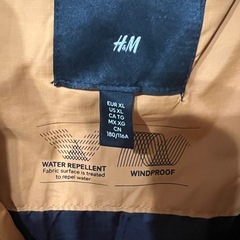 H&M
EUR XL
US XL
CA TG
MX XG
CN
180/116A
WATER REPELLENT
Fabric surface is treated
to repel water
WINDPROOF